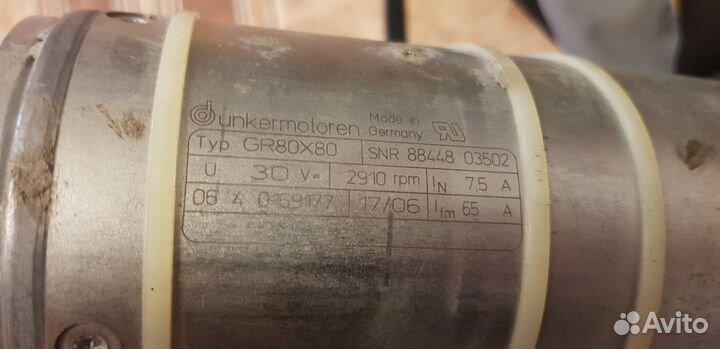 dunkermotoren Made in Germany
Typ GR80X80 SNR 88448 03502
U 30 V= 2910 rpm IN 7,5 A
06 4 0169177 17/06 Ifm 65 A
Avito